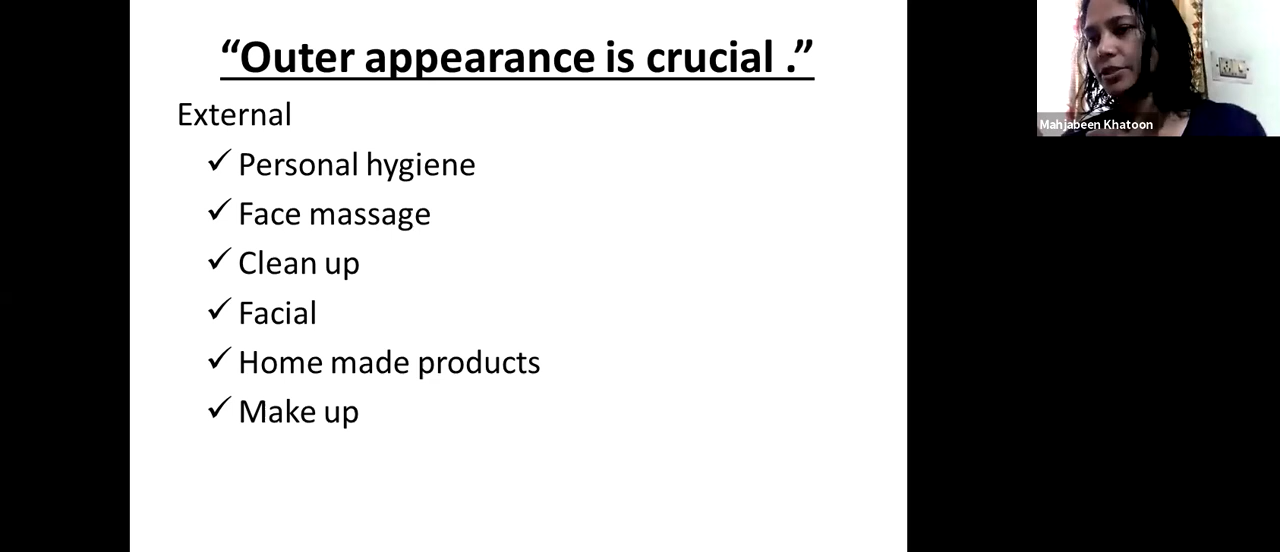 “Outer appearance is crucial .”
External
✓ Personal hygiene
✓ Face massage
✓ Clean up
✓ Facial
✓ Home made products
✓ Make up
Mahjabeen Khatoon